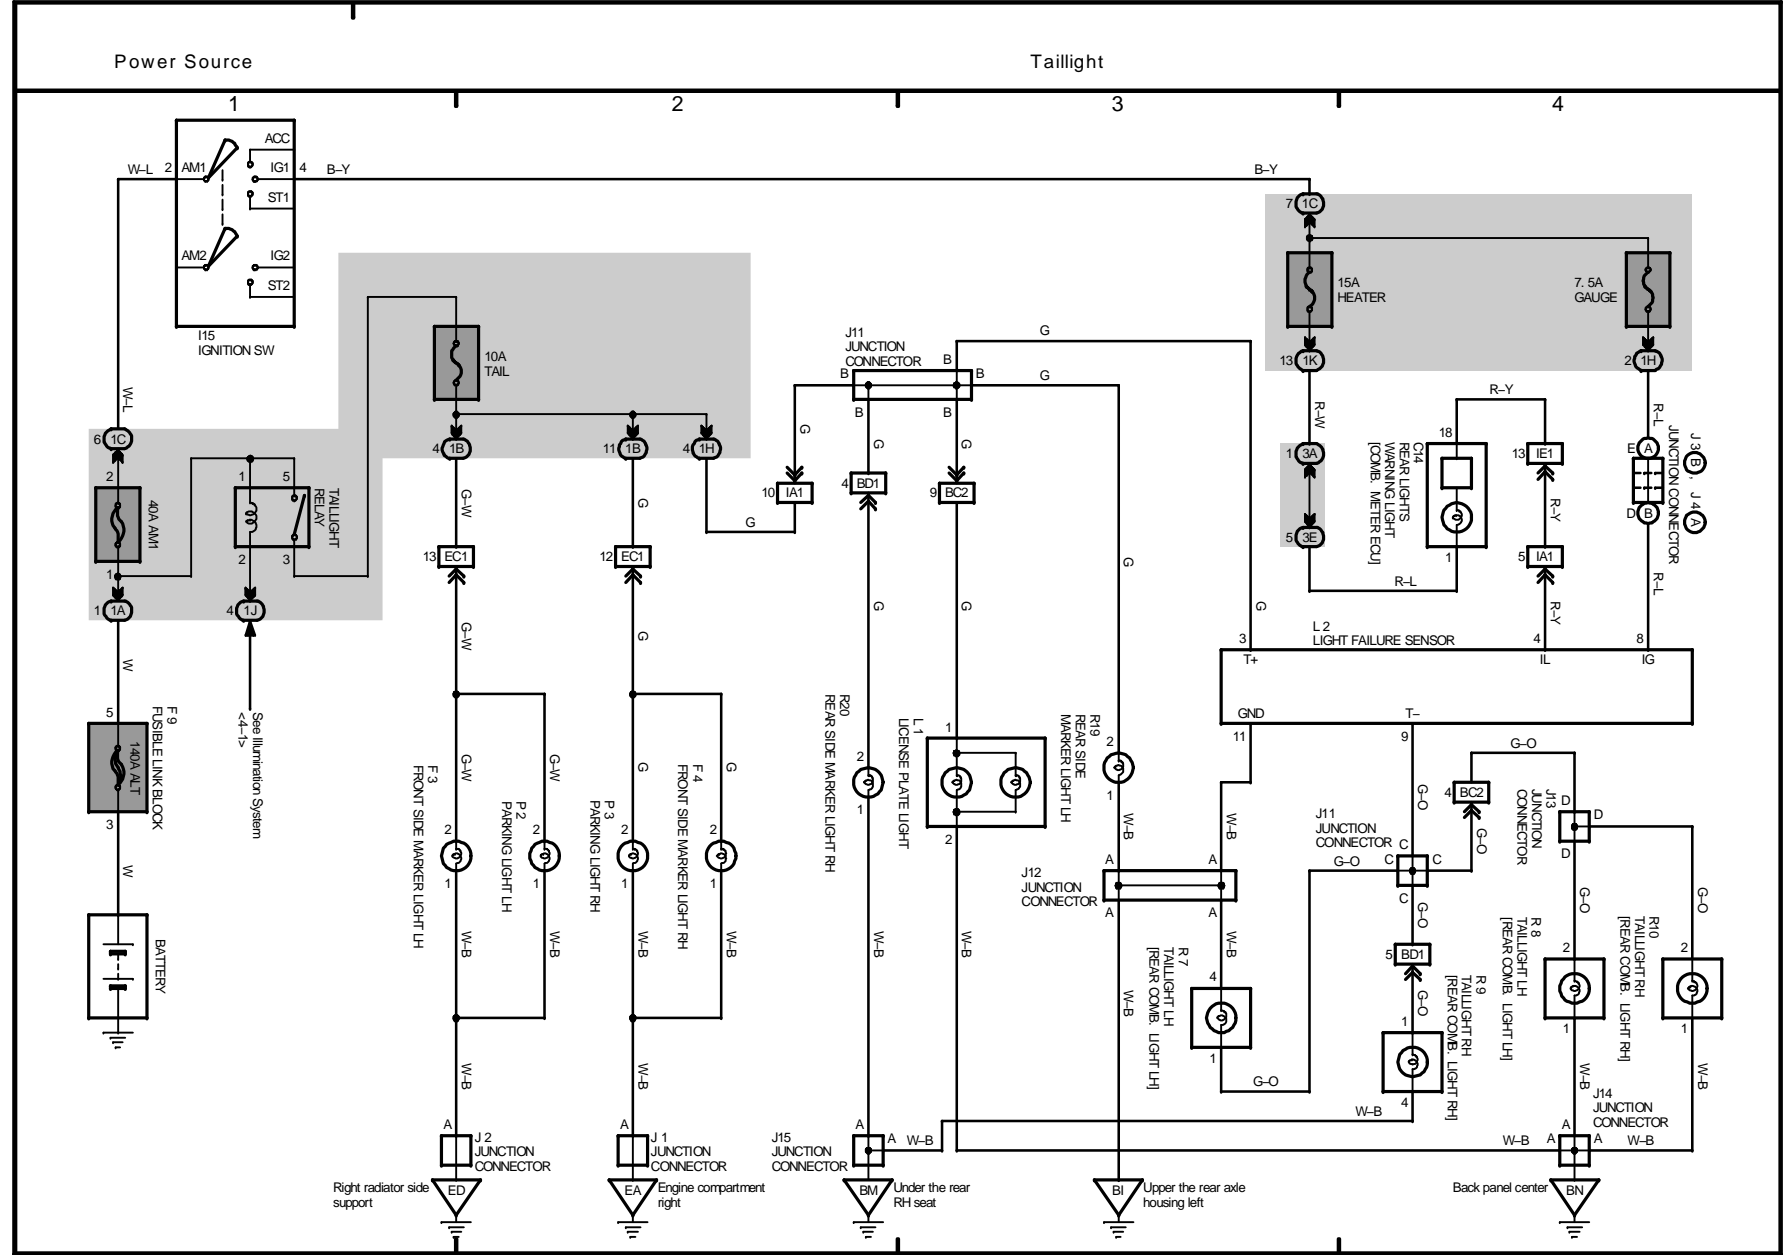 Power Source
Taillight
1
2
3
4
ACC
W–L 2 AM1
IG1 4 B–Y
B–Y
ST1
AM2
IG2
ST2
I15
IGNITION SW
7 1C
15A
HEATER
7. 5A
GAUGE
13 1K
2 1H
10A
TAIL
J11
JUNCTION
CONNECTOR
B
B
B
B
B
G
G
W–L
6 1C
2
40A AM1
1
1 1A
1
5
2
3
TAILLIGHT
RELAY
4 1J
See Illumination System
<4–1>
4 1B
11 1B
4 1H
G–W
G
G
G
10 IA1
G
4 BD1
G
9 BC2
R–W
1 3A
5 3E
R–L
R–Y
18
C14
REAR LIGHTS
WARNING LIGHT
[COMB. METER ECU]
1
13 IE1
R–Y
5 IA1
R–Y
R–L
E A
D B
J 3 B , J 4 A
JUNCTION CONNECTOR
R–L
13 EC1
12 EC1
G–W
G
G
G
G
G
L 2
LIGHT FAILURE SENSOR
3
4
8
T+
IL
IG
GND
T–
11
9
W
5
F 9
FUSIBLE LINK BLOCK
140A ALT
3
W
BATTERY
G–W
G–W
G
G
F 3
FRONT SIDE MARKER LIGHT LH
P 2
PARKING LIGHT LH
P 3
PARKING LIGHT RH
F 4
FRONT SIDE MARKER LIGHT RH
2
2
2
2
1
1
1
1
W–B
W–B
W–B
W–B
R20
REAR SIDE MARKER LIGHT RH
2
1
L 1
LICENSE PLATE LIGHT
1
2
R19
REAR SIDE
MARKER LIGHT LH
2
1
W–B
W–B
G–O
G–O
4 BC2
G–O
J13
JUNCTION
CONNECTOR
D
D
D
J11
JUNCTION
CONNECTOR
C
C
C
C
G–O
J12
JUNCTION
CONNECTOR
A
A
A
A
W–B
W–B
W–B
W–B
G–O
5 BD1
G–O
G–O
G–O
R 7
TAILLIGHT LH
[REAR COMB. LIGHT LH]
4
1
G–O
R 9
TAILLIGHT RH
[REAR COMB. LIGHT RH]
1
4
W–B
R 8
TAILLIGHT LH
[REAR COMB. LIGHT LH]
2
1
R10
TAILLIGHT RH
[REAR COMB. LIGHT RH]
2
1
W–B
W–B
W–B
W–B
A
J 2
JUNCTION
CONNECTOR
A
J 1
JUNCTION
CONNECTOR
J15
JUNCTION
CONNECTOR
A
A W–B
J14
JUNCTION
CONNECTOR
A
W–B A
A W–B
Right radiator side
support
ED
EA
Engine compartment
right
BM
Under the rear
RH seat
BI
Upper the rear axle
housing left
Back panel center
BN